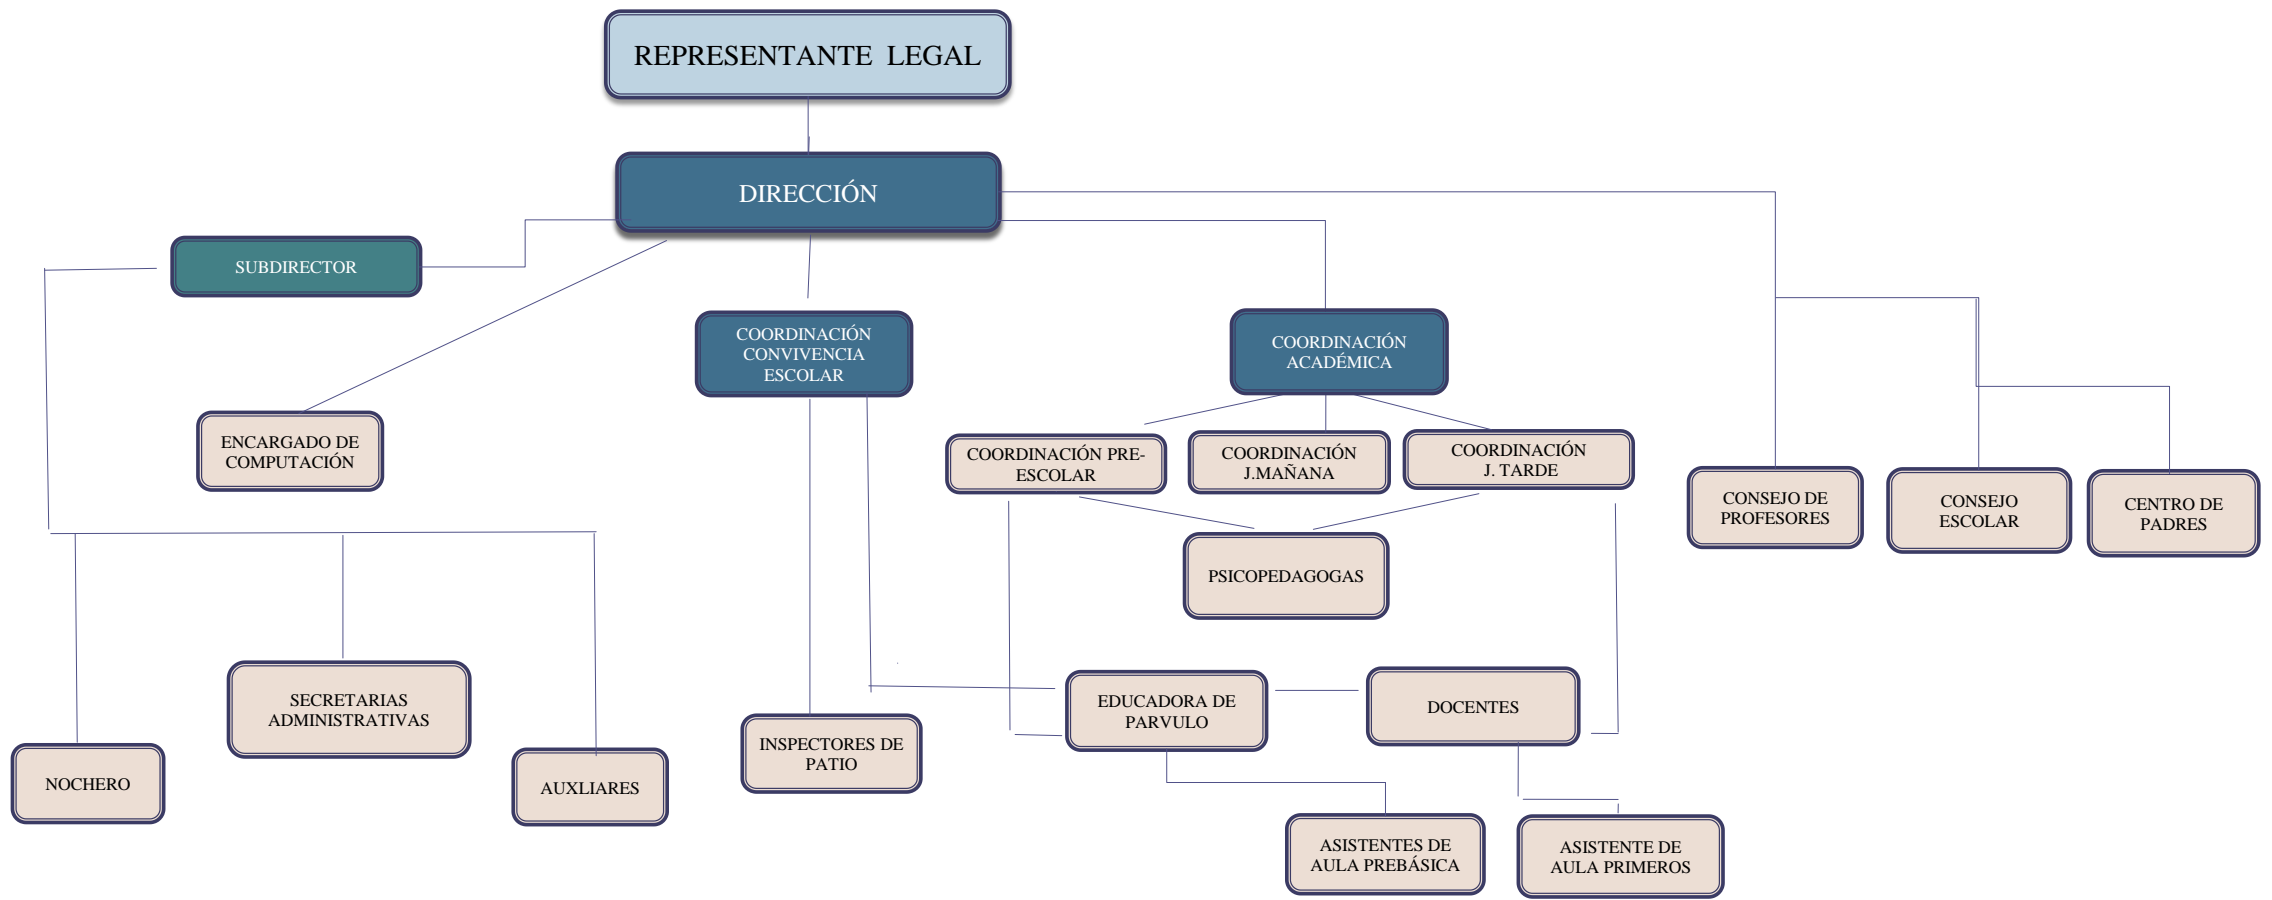 REPRESENTANTE LEGAL
DIRECCIÓN
SUBDIRECTOR
COORDINACIÓN
CONVIVENCIA
ESCOLAR
COORDINACIÓN
ACADÉMICA
ENCARGADO DE
COMPUTACIÓN
COORDINACIÓN PRE-
ESCOLAR
COORDINACIÓN
J.MAÑANA
COORDINACIÓN
J. TARDE
CONSEJO DE
PROFESORES
CONSEJO
ESCOLAR
CENTRO DE
PADRES
PSICOPEDAGOGAS
SECRETARIAS
ADMINISTRATIVAS
EDUCADORA DE
PARVULO
DOCENTES
NOCHERO
AUXLIARES
INSPECTORES DE
PATIO
ASISTENTES DE
AULA PREBÁSICA
ASISTENTE DE
AULA PRIMEROS